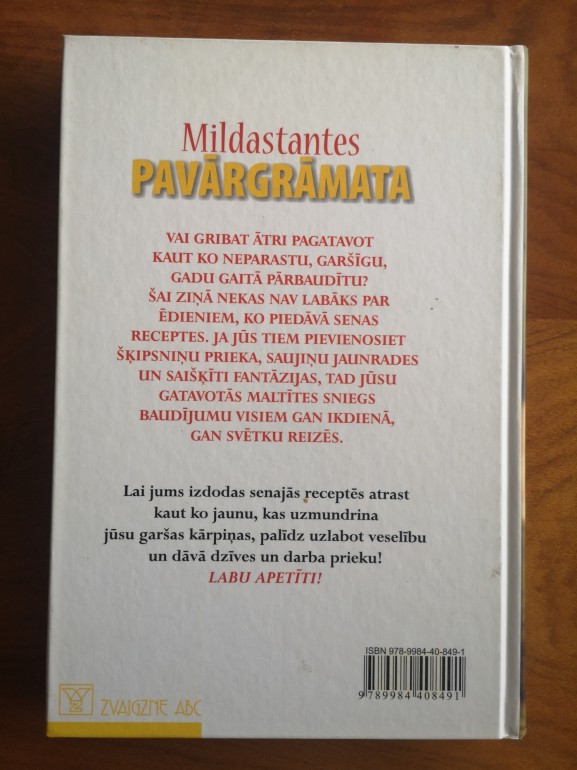 Mildastantes
PAVĀRGRĀMATA
VAI GRIBAT ĀTRI PAGATAVOT
KAUT KO NEPARASTU, GARŠĪGU,
GADU GAITĀ PĀRBAUDĪTU?
ŠAI ZIŅĀ NEKAS NAV LABĀKS PAR
ĒDIENIEM, KO PIEDĀVĀ SENAS
RECEPTES. JA JŪS TIEM PIEVIENOSIET
ŠĶIPSNIŅU PRIEKA, SAUJIŅU JAUNRADES
UN SAIŠĶĪTI FANTĀZIJAS, TAD JŪSU
GATAVOTĀS MALTĪTES SNIEGS
BAUDĪJUMU VISIEM GAN IKDIENĀ,
GAN SVĒTKU REIZĒS.
Lai jums izdodas senajās receptēs atrast
kaut ko jaunu, kas uzmundrina
jūsu garšas kārpiņas, palīdz uzlabot veselību
un dāvā dzīves un darba prieku!
LABU APETĪTI!
ISBN 978-9984-40-849-1
9 789984 408491
ZVAIGZNE ABC